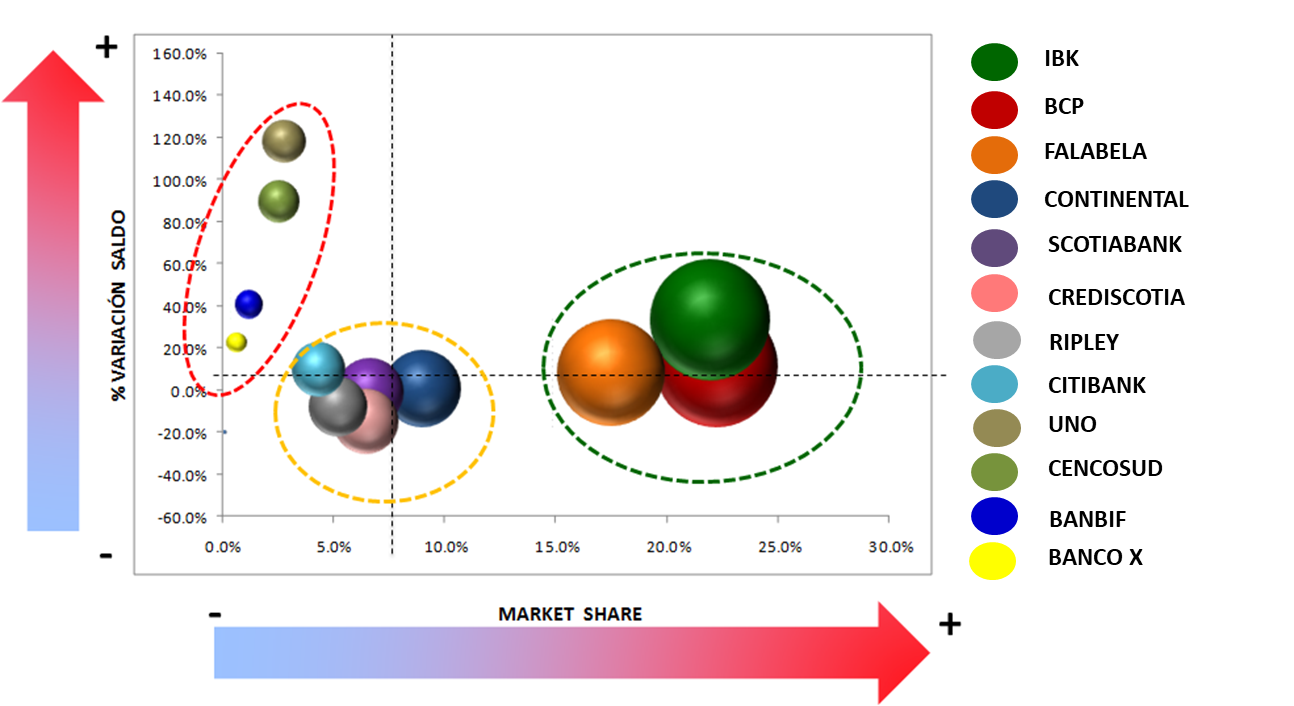 +
160.0%
140.0%
120.0%
100.0%
80.0%
60.0%
40.0%
20.0%
0.0%
-20.0%
-40.0%
-60.0%
% VARIACIÓN SALDO
-
0.0% 5.0% 10.0% 15.0% 20.0% 25.0% 30.0%
- MARKET SHARE +
IBK
BCP
FALABELA
CONTINENTAL
SCOTIABANK
CREDISCOTIA
RIPLEY
CITIBANK
UNO
CENCOSUD
BANBIF
BANCO X